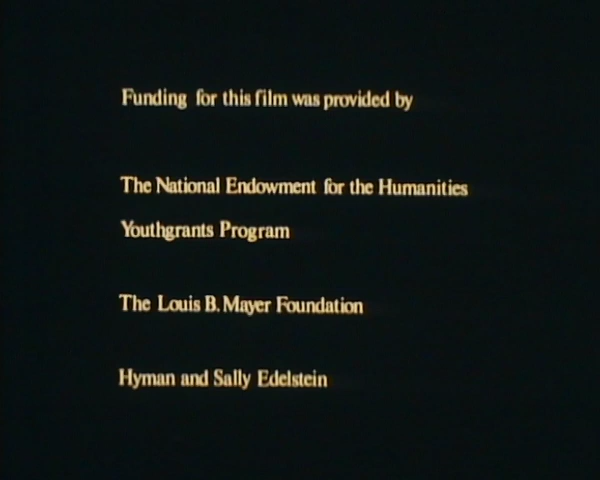 Funding for this film was provided by
The National Endowment for the Humanities
Youthgrants Program
The Louis B. Mayer Foundation
Hyman and Sally Edelstein